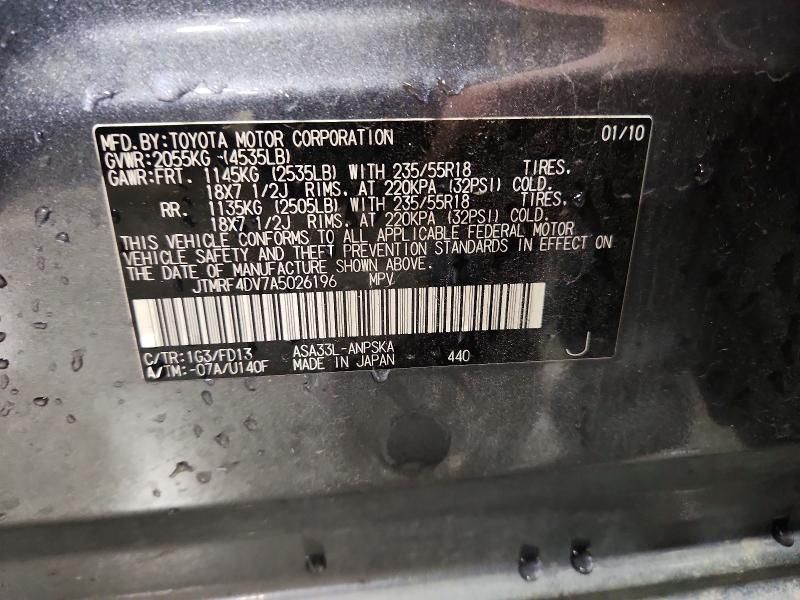 MFD.BY:TOYOTA MOTOR CORPORATION 01/10
GVWR:2055KG (4535LB)
GAWR:FRT. 1145KG (2535LB) WITH 235/55R18 TIRES,
18X7 1/2J RIMS, AT 220KPA (32PSI) COLD.
RR. 1135KG (2505LB) WITH 235/55R18 TIRES,
18X7 1/2J RIMS, AT 220KPA (32PSI) COLD.
THIS VEHICLE CONFORMS TO ALL APPLICABLE FEDERAL MOTOR
VEHICLE SAFETY AND THEFT PREVENTION STANDARDS IN EFFECT ON
THE DATE OF MANUFACTURE SHOWN ABOVE.
JTMRF4DV7A5026196 MPV
C/TR:1G3/FD13 ASA33L-ANPSKA
A/TM:-07A/U140F MADE IN JAPAN 440 J